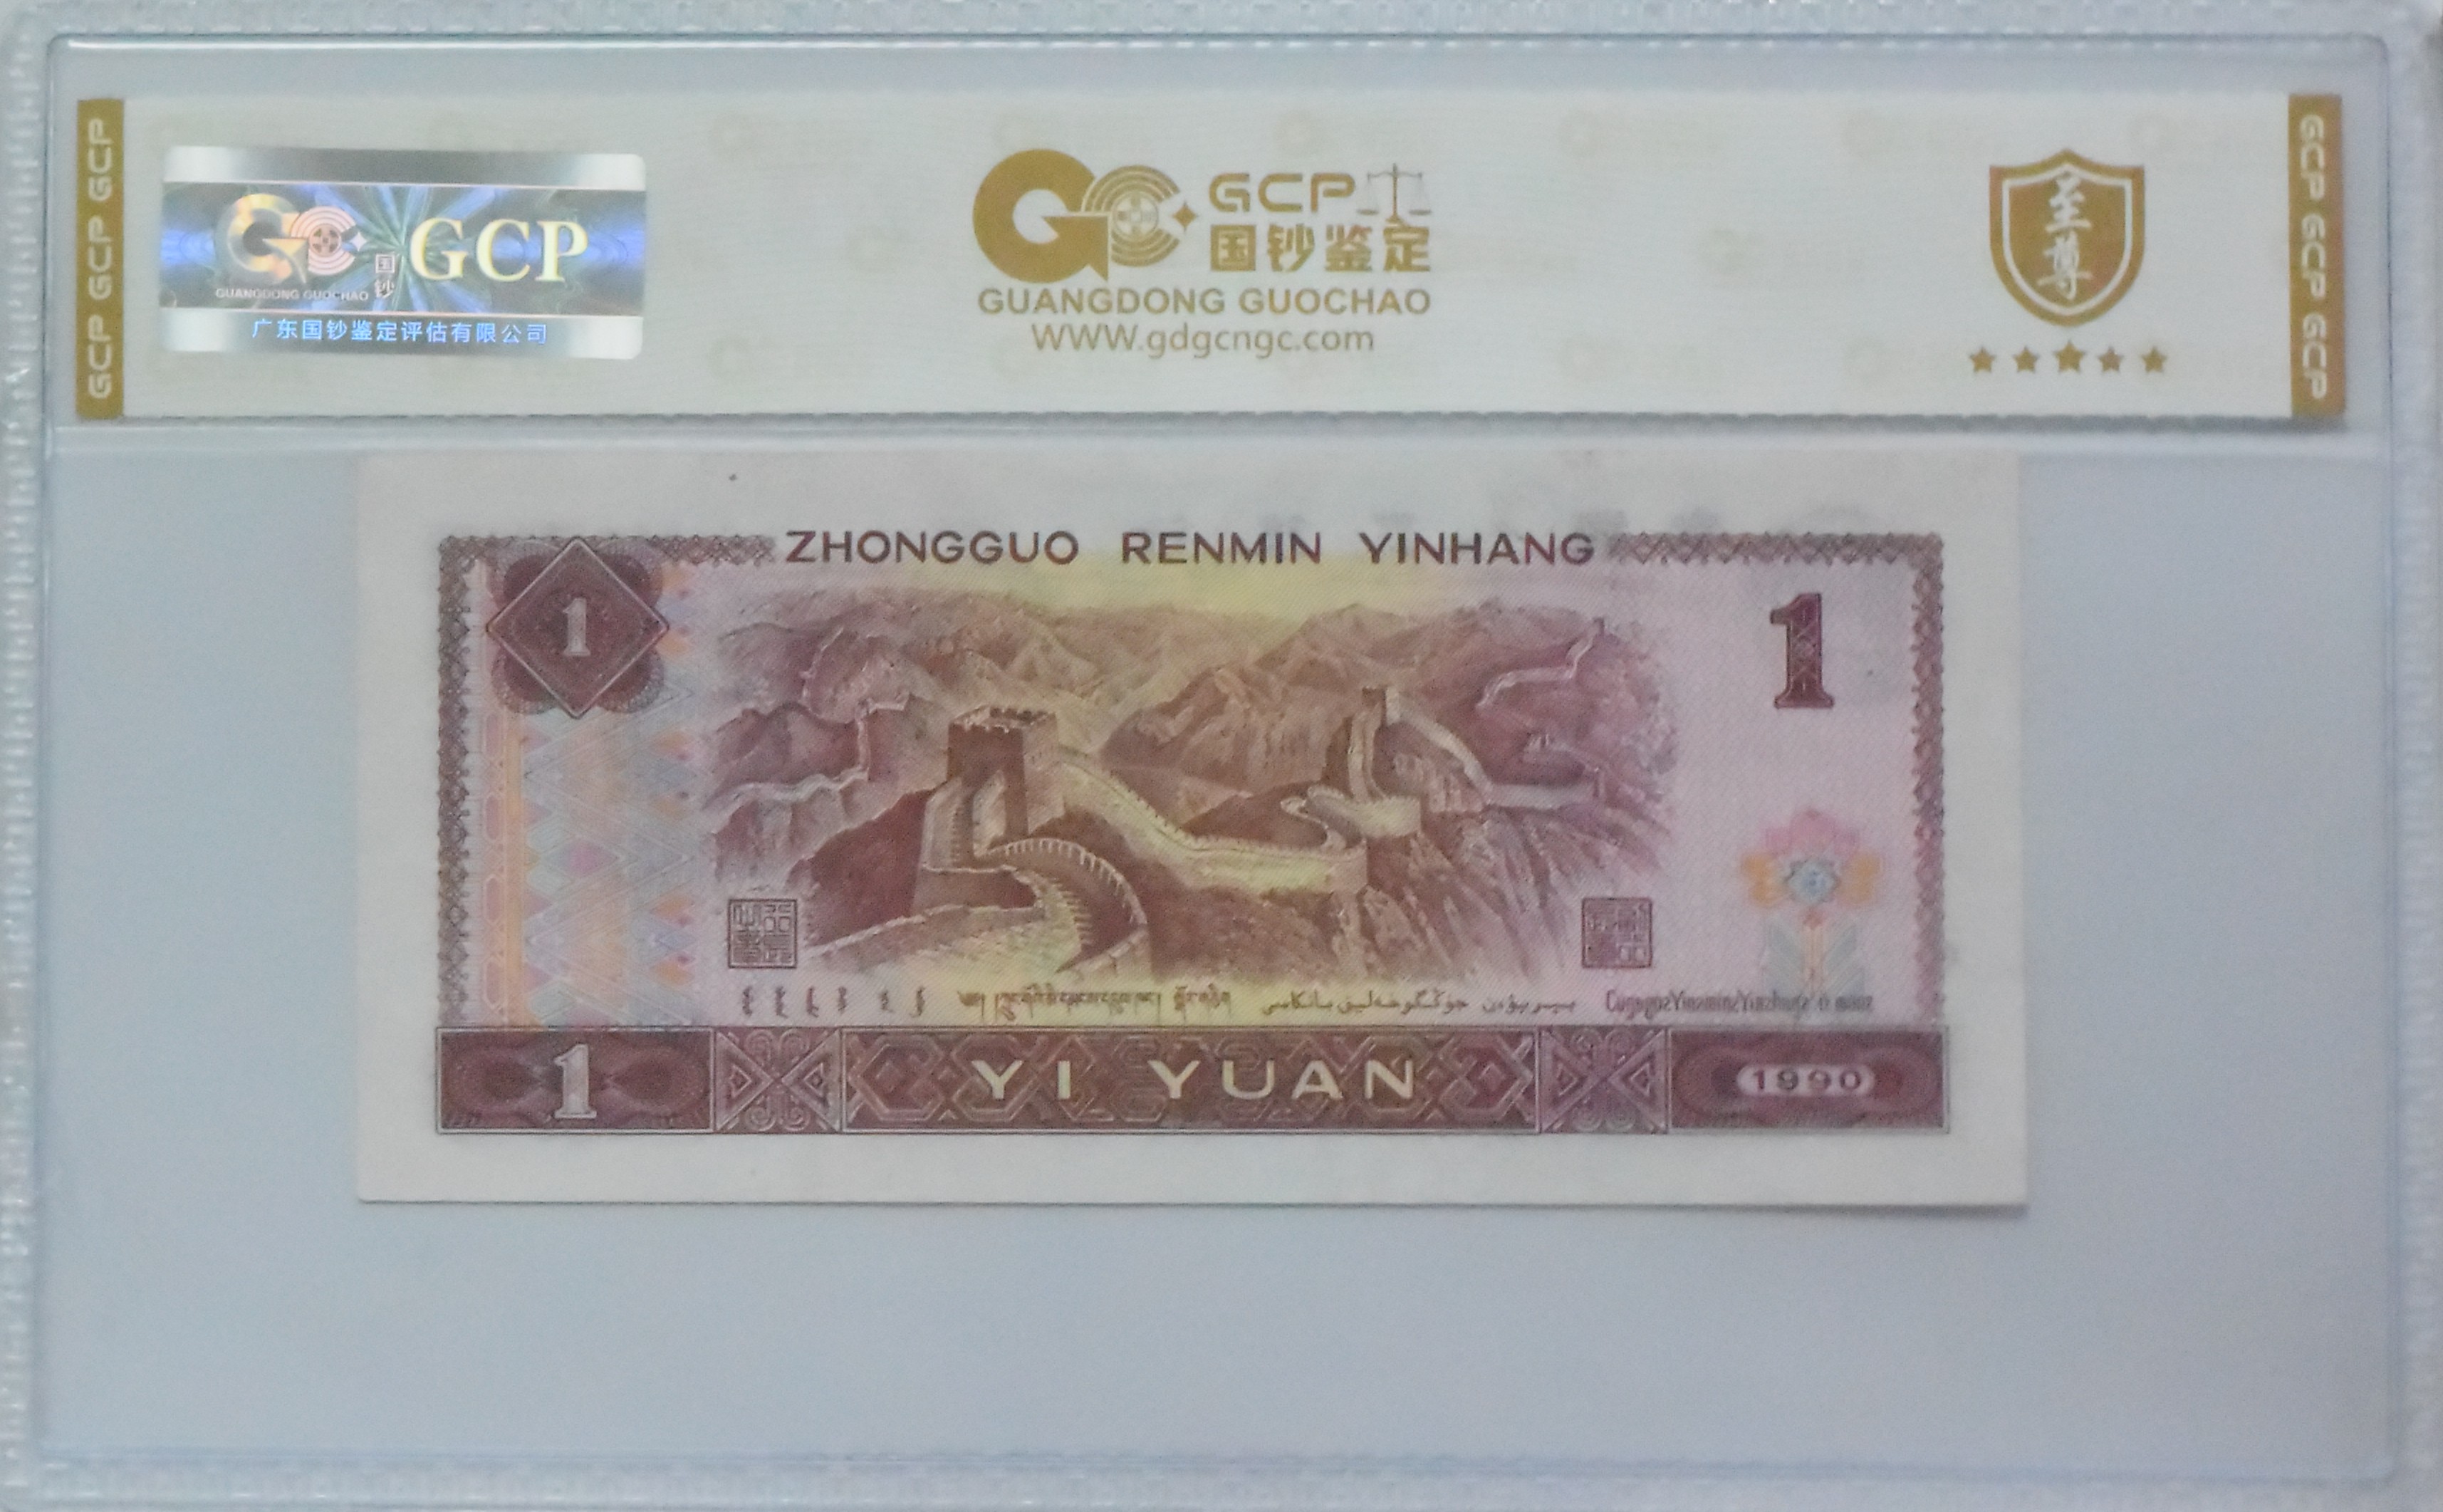 GCP GCP GCP
GUANGDONG GUOCHAO
国钞
GCP
广东国钞鉴定评估有限公司
GCP
国钞鉴定
GUANGDONG GUOCHAO
WWW.gdgcngc.com
至尊
GCP GCP GCP
ZHONGGUO RENMIN YINHANG
1
1
1
YI YUAN
1990